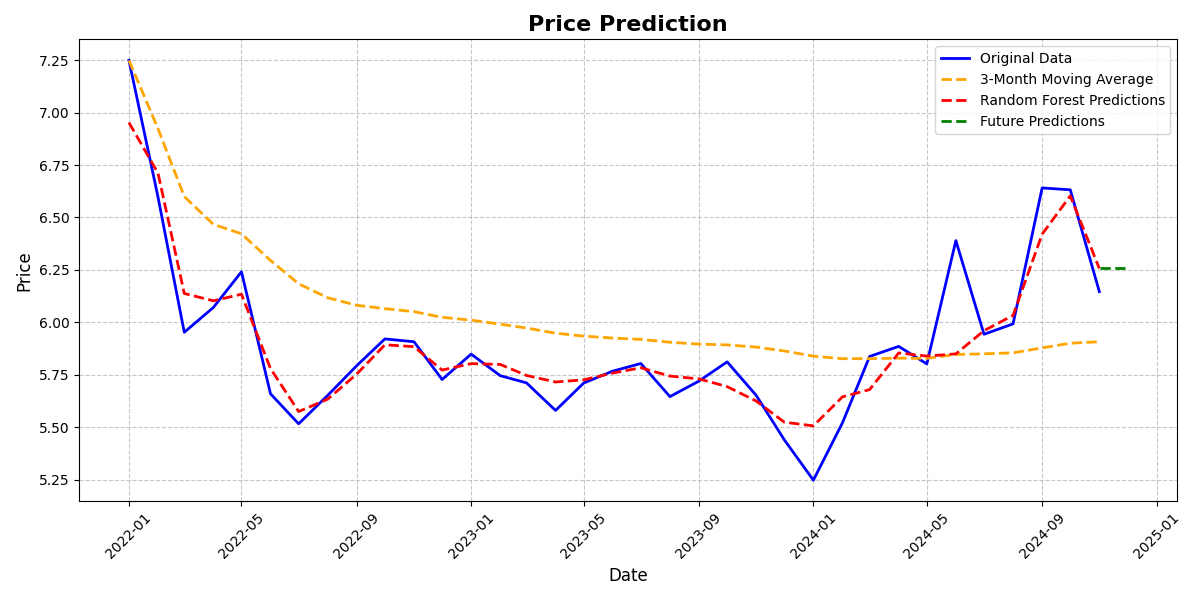 Price Prediction
Original Data
3-Month Moving Average
Random Forest Predictions
Future Predictions
Price
7.25
7.00
6.75
6.50
6.25
6.00
5.75
5.50
5.25
2022-01
2022-05
2022-09
2023-01
2023-05
2023-09
2024-01
2024-05
2024-09
2025-01
Date